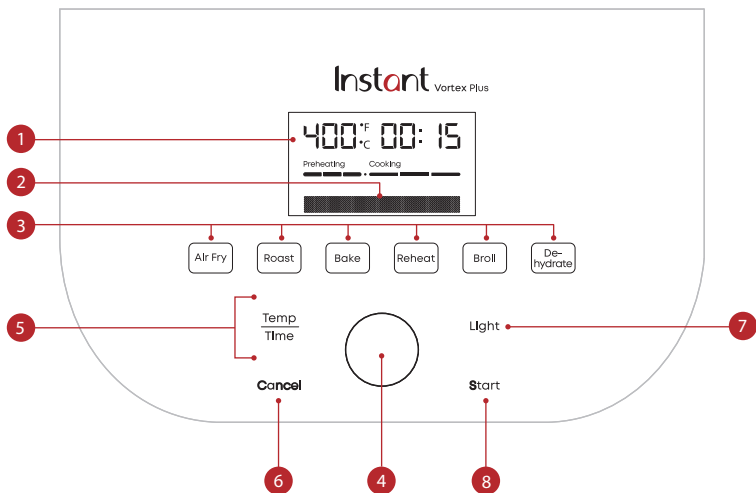 Instant Vortex Plus
1
400°F °C 00:15
Preheating Cooking
2
3
Air Fry Roast Bake Reheat Broil De-
hydrate
5
Temp
Time
Light
7
Cancel
Start
6
4
8